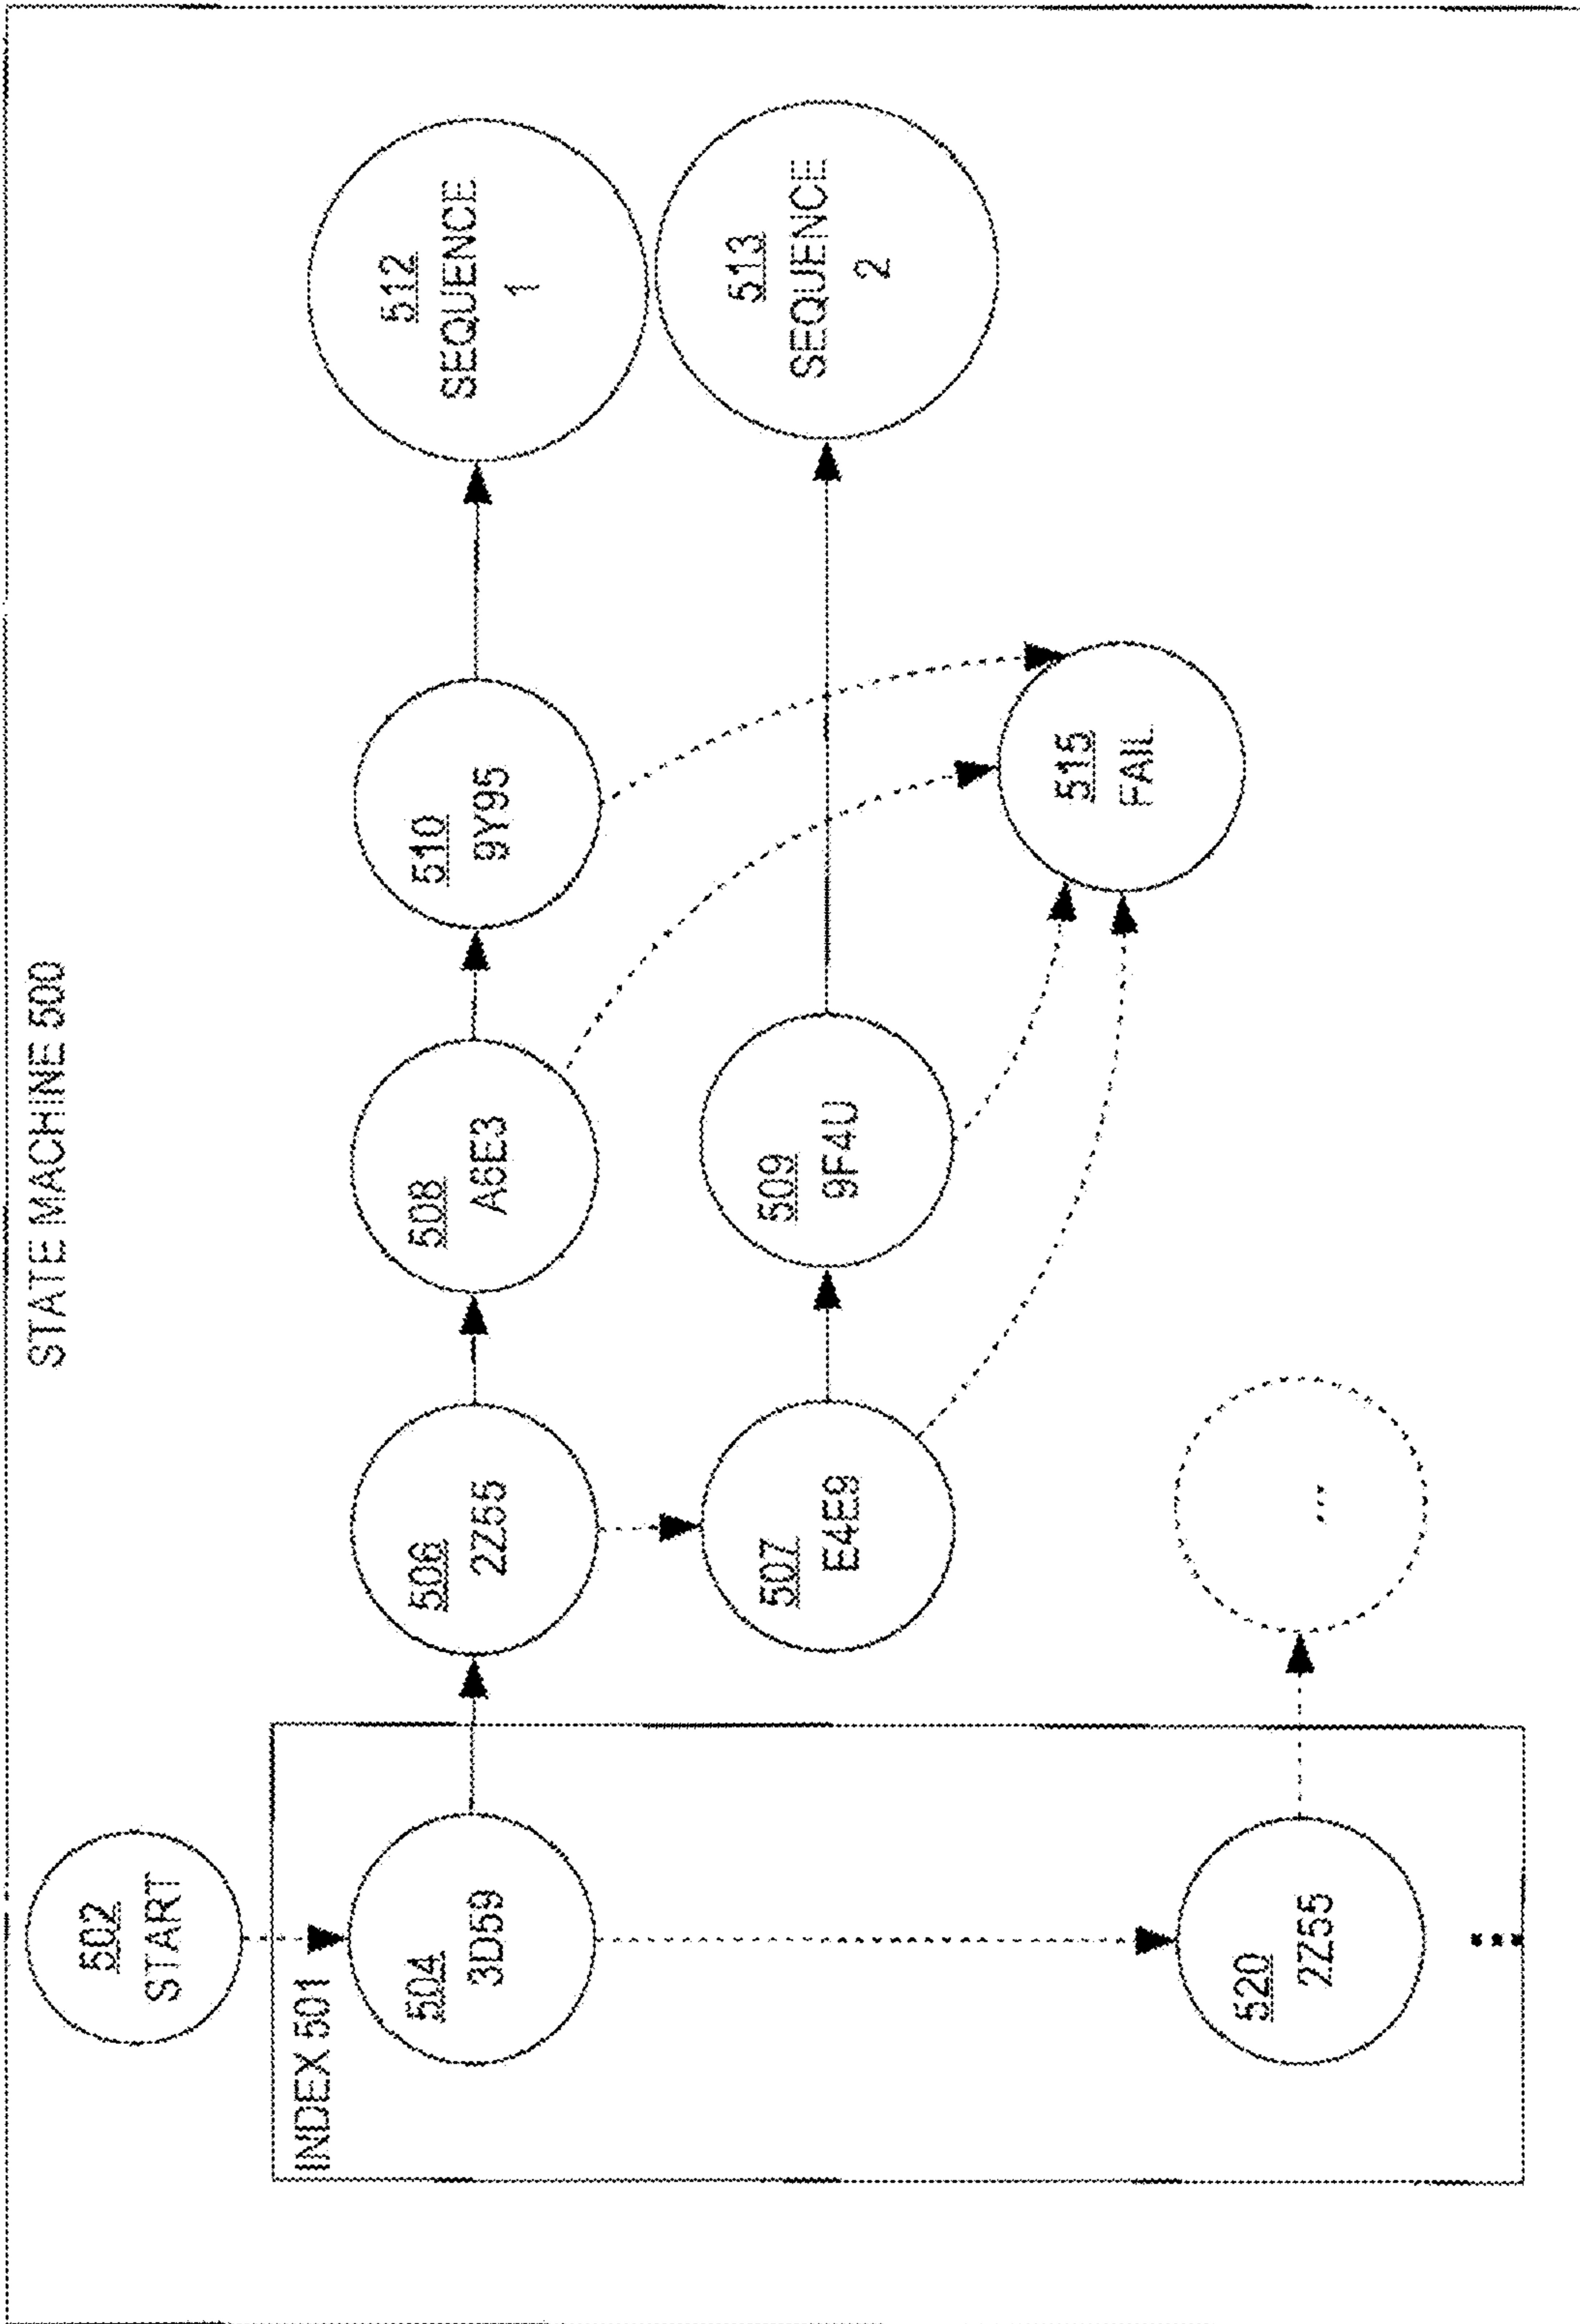 STATE MACHINE 500
502
START
INDEX 501
504
3D59
506
2Z55
508
A6E3
510
9Y95
512
SEQUENCE
1
507
E4E9
509
9F4U
513
SEQUENCE
2
515
FAIL
520
2Z55
...